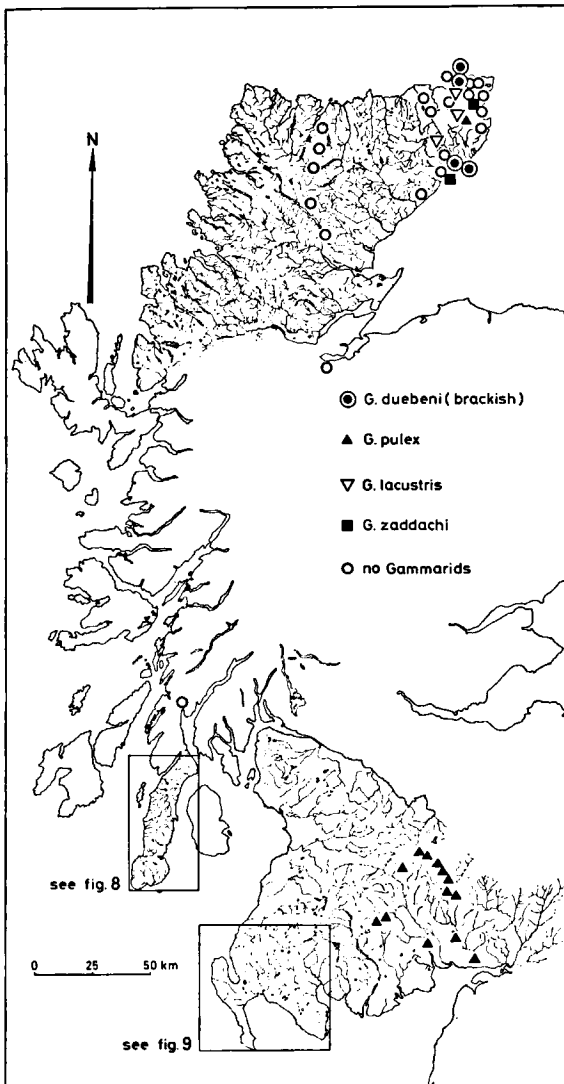 N
G. duebeni ( brackish )
G. pulex
G. lacustris
G. zaddachi
no Gammarids
see fig. 8
0 25 50 km
see fig. 9